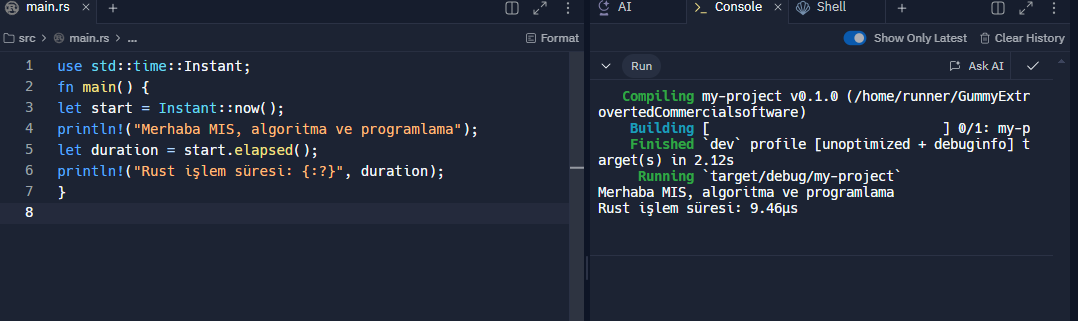 main.rs
src > main.rs > ...
Format
1 use std::time::Instant;
2 fn main() {
3 let start = Instant::now();
4 println!("Merhaba MIS, algoritma ve programlama");
5 let duration = start.elapsed();
6 println!("Rust işlem süresi: {:?}", duration);
7 }
8
AI
Console
Shell
Show Only Latest
Clear History
Run
Ask AI
Compiling my-project v0.1.0 (/home/runner/GummyExtr
overtedCommercialsoftware)
Building [ ] 0/1: my-p
Finished `dev` profile [unoptimized + debuginfo] t
arget(s) in 2.12s
Running `target/debug/my-project`
Merhaba MIS, algoritma ve programlama
Rust işlem süresi: 9.46µs